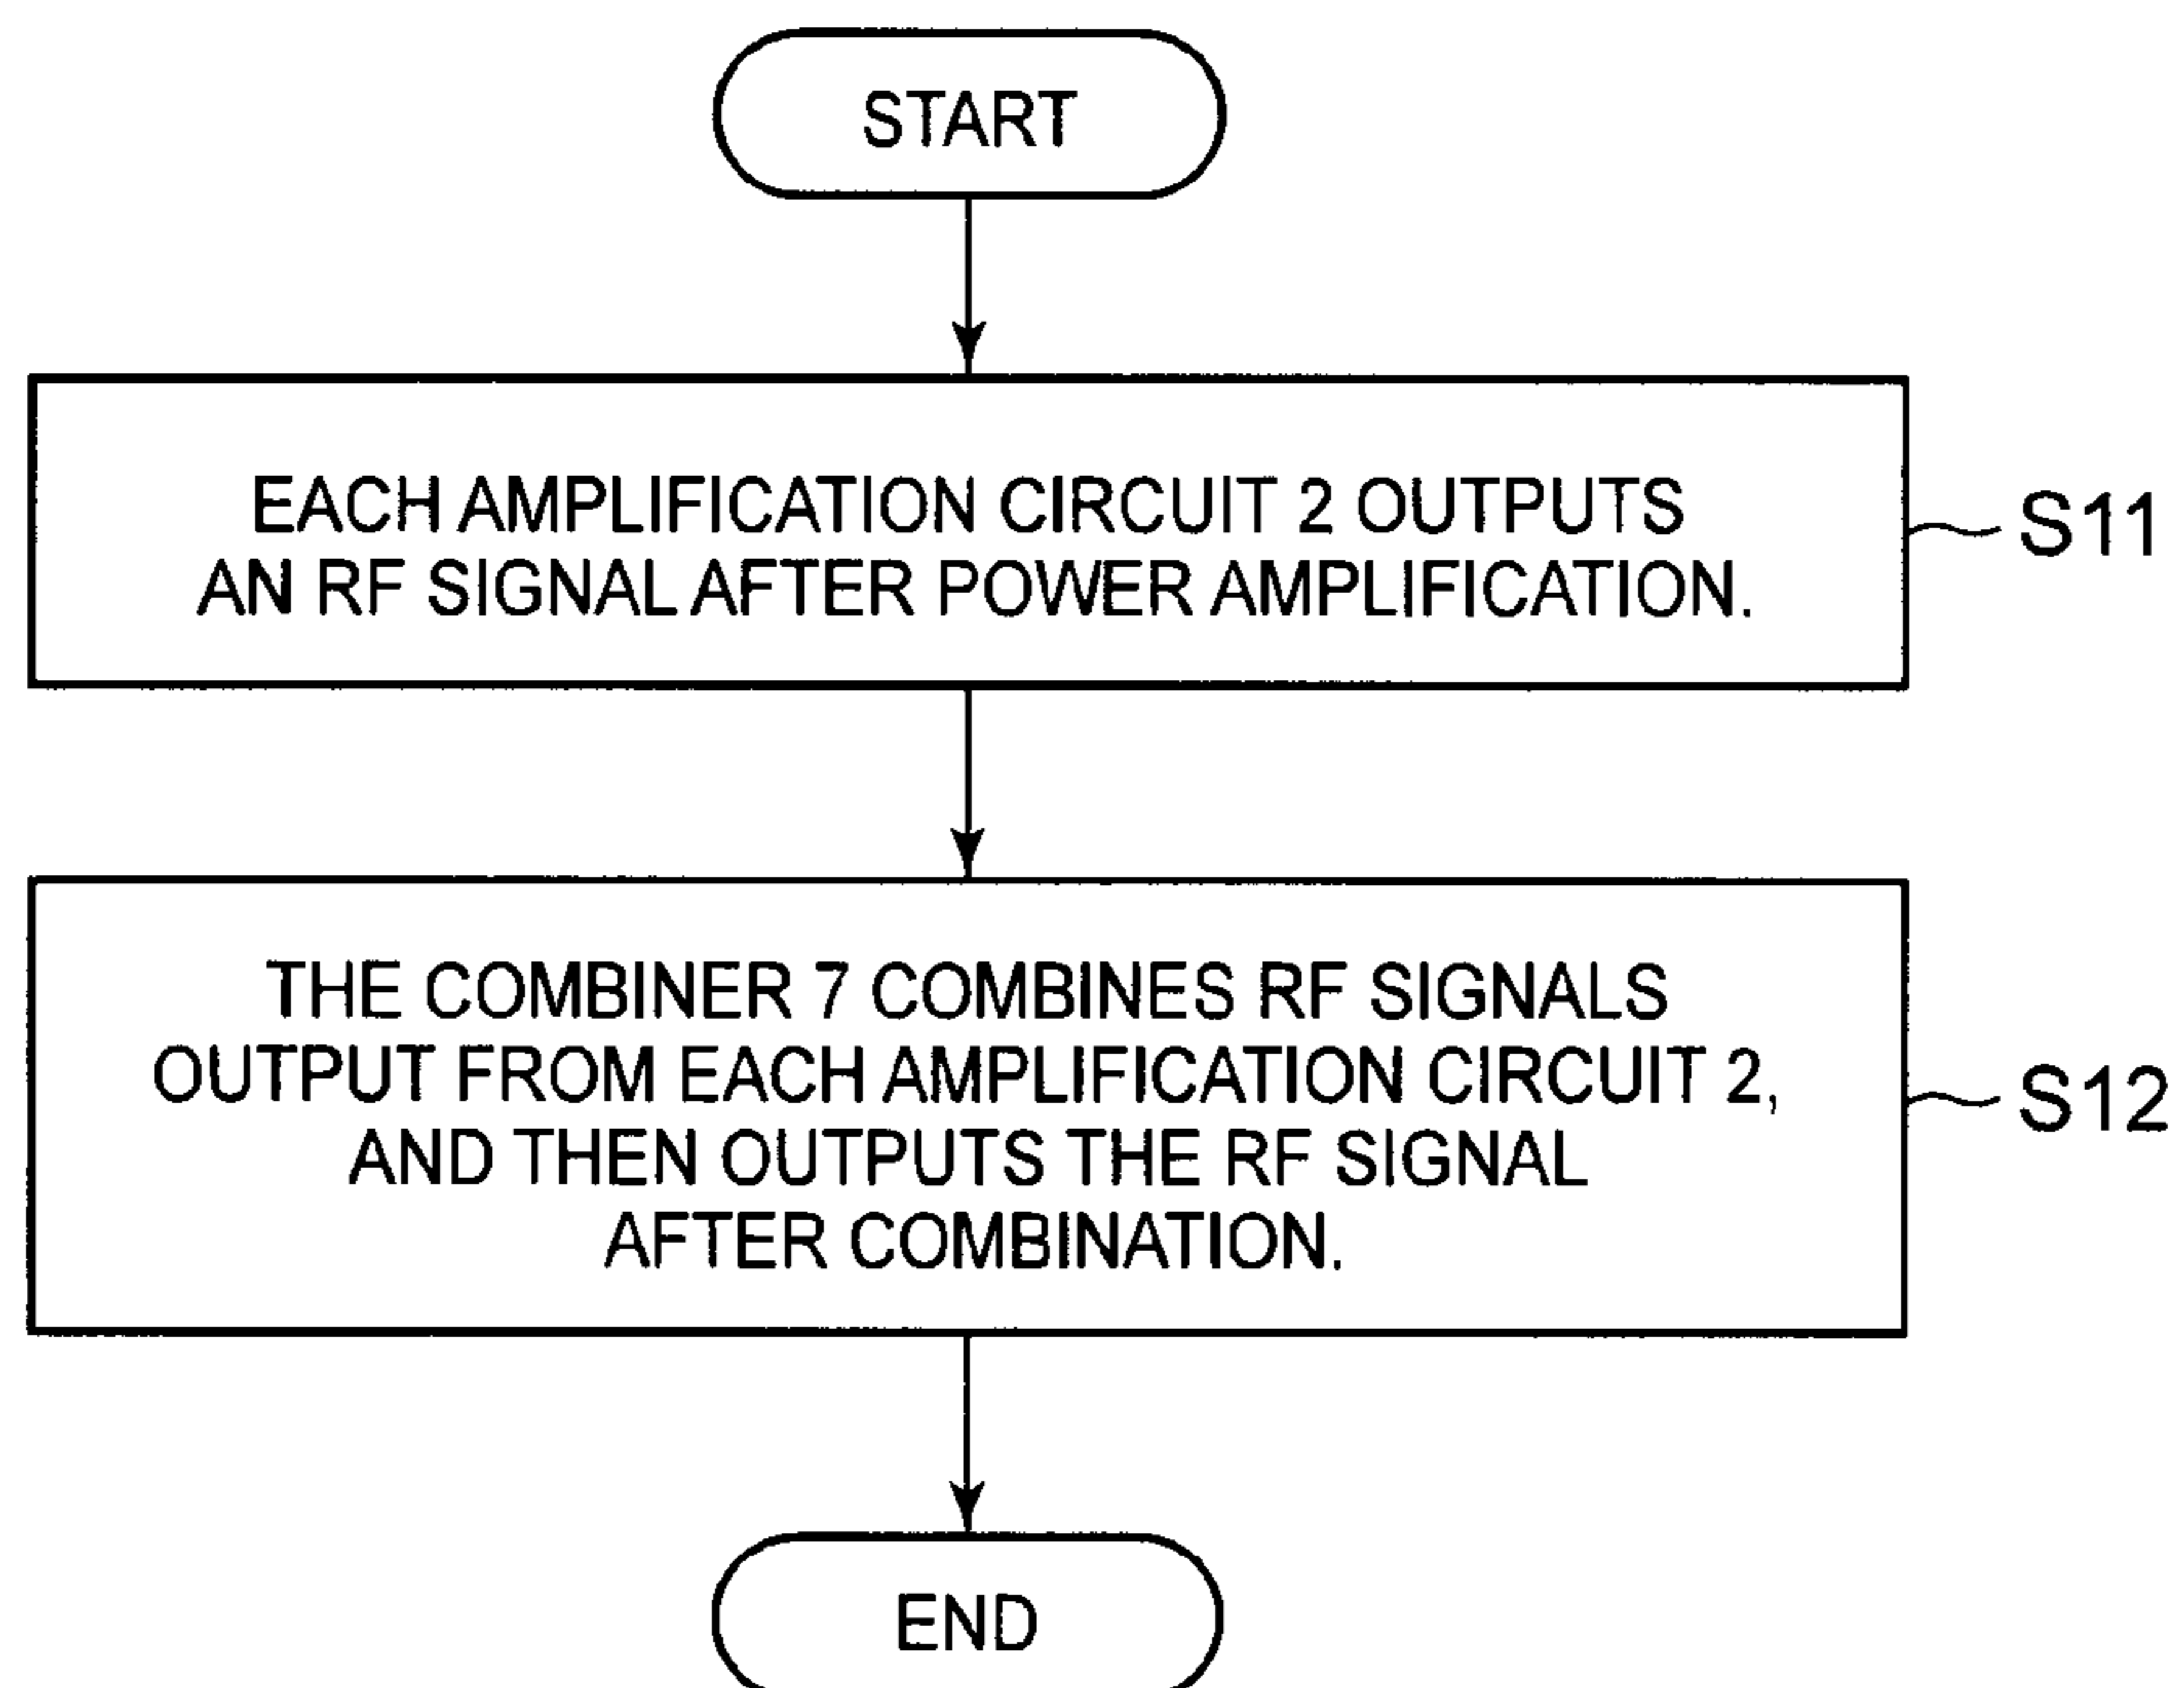 START
EACH AMPLIFICATION CIRCUIT 2 OUTPUTS
AN RF SIGNAL AFTER POWER AMPLIFICATION.
S11
THE COMBINER 7 COMBINES RF SIGNALS
OUTPUT FROM EACH AMPLIFICATION CIRCUIT 2,
AND THEN OUTPUTS THE RF SIGNAL
AFTER COMBINATION.
S12
END